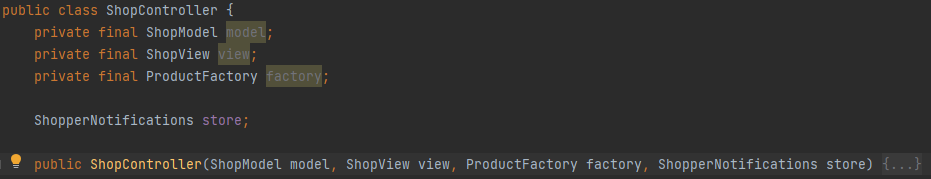 public class ShopController {
private final ShopModel model;
private final ShopView view;
private final ProductFactory factory;
ShopperNotifications store;
public ShopController(ShopModel model, ShopView view, ProductFactory factory, ShopperNotifications store) {...}